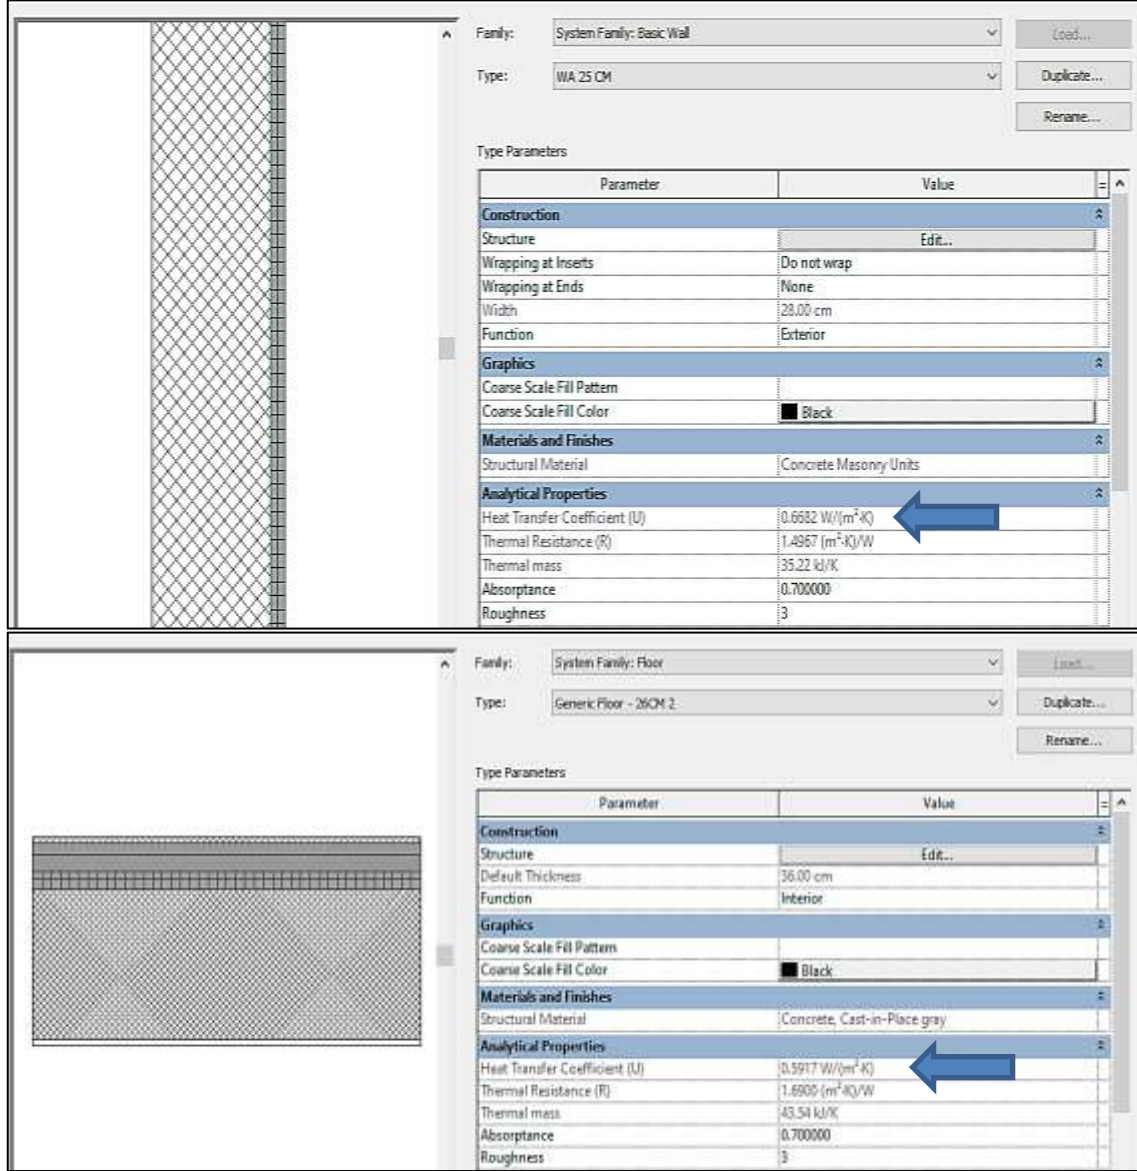 Family: System Family: Basic Wall Load...
Type: WA 25 CM Duplicate...
Rename...
Type Parameters
Parameter Value =
Construction
Structure Edit...
Wrapping at Inserts Do not wrap
Wrapping at Ends None
Width 28.00 cm
Function Exterior
Graphics
Coarse Scale Fill Pattern
Coarse Scale Fill Color Black
Materials and Finishes
Structural Material Concrete Masonry Units
Analytical Properties
Heat Transfer Coefficient (U) 0.6682 W/(m²·K)
Thermal Resistance (R) 1.4967 (m²·K)/W
Thermal mass 35.22 kJ/K
Absorptance 0.700000
Roughness 3
Family: System Family: Floor Load...
Type: Generic Floor - 26CM 2 Duplicate...
Rename...
Type Parameters
Parameter Value =
Construction
Structure Edit...
Default Thickness 36.00 cm
Function Interior
Graphics
Coarse Scale Fill Pattern
Coarse Scale Fill Color Black
Materials and Finishes
Structural Material Concrete, Cast-in-Place gray
Analytical Properties
Heat Transfer Coefficient (U) 0.5917 W/(m²·K)
Thermal Resistance (R) 1.6900 (m²·K)/W
Thermal mass 43.54 kJ/K
Absorptance 0.700000
Roughness 3